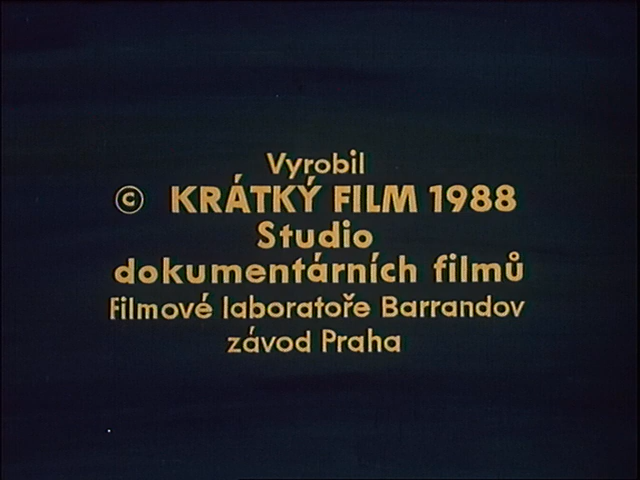 Vyrobil
© KRÁTKÝ FILM 1988
Studio
dokumentárních filmů
Filmové laboratoře Barrandov
závod Praha